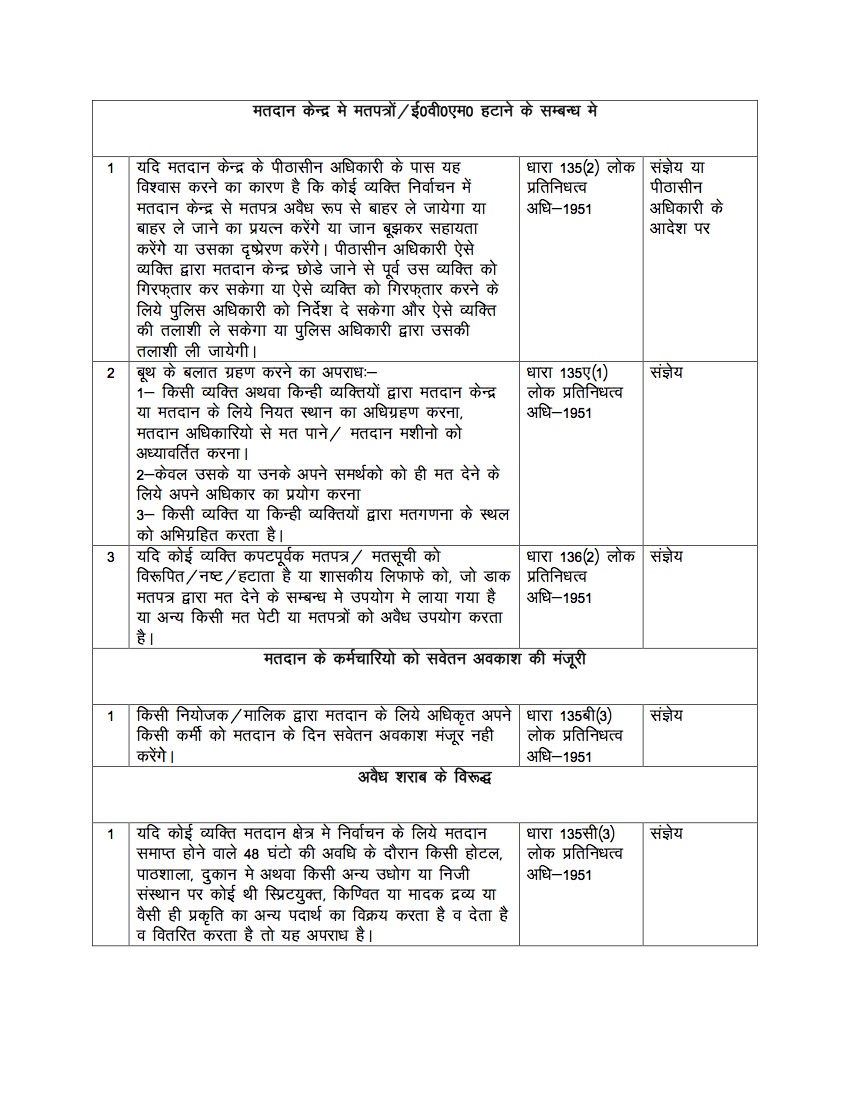 मतदान केन्द्र मे मतपत्रों/ई0वी0एम0 हटाने के सम्बन्ध मे
1 यदि मतदान केन्द्र के पीठासीन अधिकारी के पास यह धारा 135(2) लोक संज्ञेय या
विश्वास करने का कारण है कि कोई व्यक्ति निर्वाचन में प्रतिनिधत्व पीठासीन
मतदान केन्द्र से मतपत्र अवैध रूप से बाहर ले जायेगा या अधि–1951 अधिकारी के
बाहर ले जाने का प्रयत्न करेंगे या जान बूझकर सहायता आदेश पर
करेंगे या उसका दृष्प्रेरण करेंगे। पीठासीन अधिकारी ऐसे
व्यक्ति द्वारा मतदान केन्द्र छोडे जाने से पूर्व उस व्यक्ति को
गिरफ्तार कर सकेगा या ऐसे व्यक्ति को गिरफ्तार करने के
लिये पुलिस अधिकारी को निर्देश दे सकेगा और ऐसे व्यक्ति
की तलाशी ले सकेगा या पुलिस अधिकारी द्वारा उसकी
तलाशी ली जायेगी।
2 बूथ के बलात ग्रहण करने का अपराधः– धारा 135ए(1) संज्ञेय
1– किसी व्यक्ति अथवा किन्ही व्यक्तियों द्वारा मतदान केन्द्र लोक प्रतिनिधत्व
या मतदान के लिये नियत स्थान का अधिग्रहण करना, अधि–1951
मतदान अधिकारियो से मत पाने/ मतदान मशीनो को
अध्यावर्तित करना।
2–केवल उसके या उनके अपने समर्थको को ही मत देने के
लिये अपने अधिकार का प्रयोग करना
3– किसी व्यक्ति या किन्ही व्यक्तियों द्वारा मतगणना के स्थल
को अभिग्रहित करता है।
3 यदि कोई व्यक्ति कपटपूर्वक मतपत्र/ मतसूची को धारा 136(2) लोक संज्ञेय
विरूपित/नष्ट/हटाता है या शासकीय लिफाफे को, जो डाक प्रतिनिधत्व
मतपत्र द्वारा मत देने के सम्बन्ध मे उपयोग मे लाया गया है अधि–1951
या अन्य किसी मत पेटी या मतपत्रों को अवैध उपयोग करता
है।
मतदान के कर्मचारियो को सवेतन अवकाश की मंजूरी
1 किसी नियोजक/मालिक द्वारा मतदान के लिये अधिकृत अपने धारा 135बी(3) संज्ञेय
किसी कर्मी को मतदान के दिन सवेतन अवकाश मंजूर नही लोक प्रतिनिधत्व
करेंगे। अधि–1951
अवैध शराब के विरूद्ध
1 यदि कोई व्यक्ति मतदान क्षेत्र मे निर्वाचन के लिये मतदान धारा 135सी(3) संज्ञेय
समाप्त होने वाले 48 घंटो की अवधि के दौरान किसी होटल, लोक प्रतिनिधत्व
पाठशाला, दुकान मे अथवा किसी अन्य उधोग या निजी अधि–1951
संस्थान पर कोई थी स्प्रिटयुक्त, किण्वित या मादक द्रव्य या
वैसी ही प्रकृति का अन्य पदार्थ का विक्रय करता है व देता है
व वितरित करता है तो यह अपराध है।